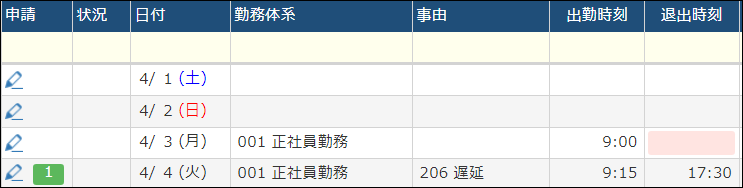 申請 状況 日付 勤務体系 事由 出勤時刻 退出時刻
4/ 1 (土)
4/ 2 (日)
4/ 3 (月) 001 正社員勤務 9:00
1 4/ 4 (火) 001 正社員勤務 206 遅延 9:15 17:30